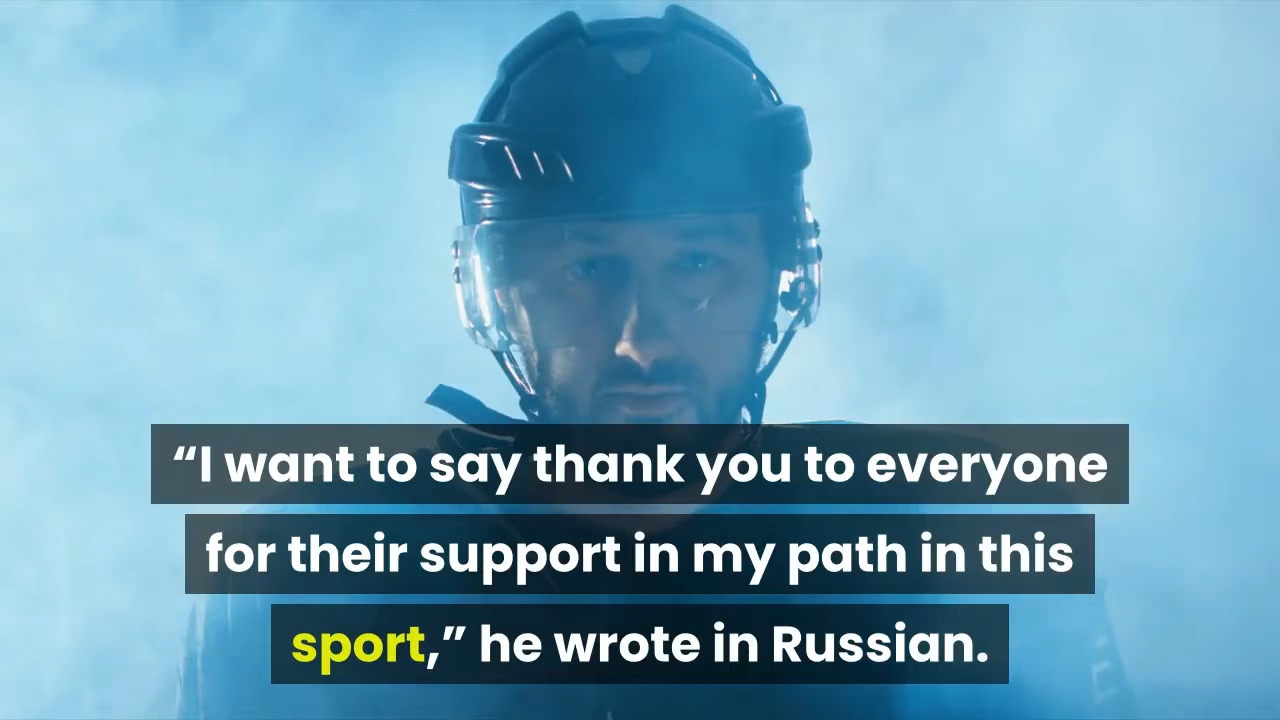 “I want to say thank you to everyone
for their support in my path in this
sport,” he wrote in Russian.